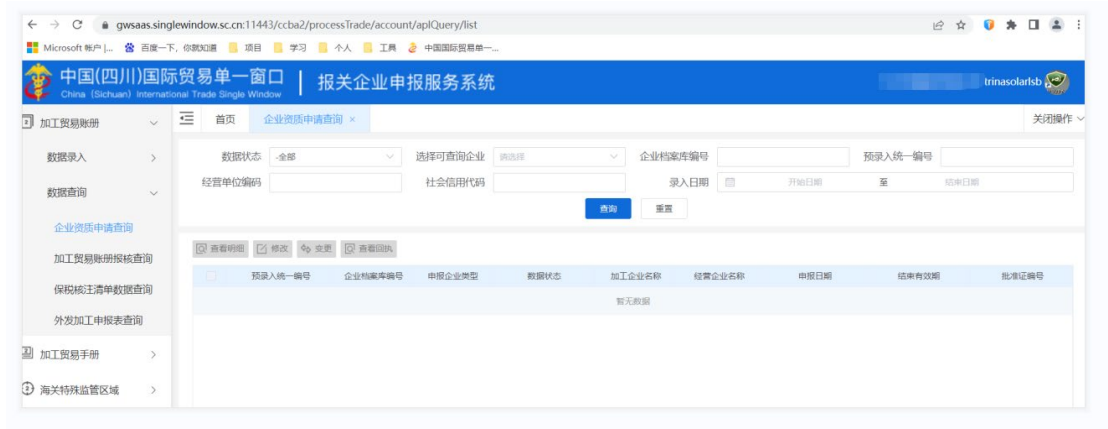 gwsaas.singlewindow.sc.cn:11443/ccba2/processTrade/account/aplQuery/list
Microsoft 帐户 |... 百度一下，你就知道 项目 学习 个人 工具 中国国际贸易单一...
中国(四川)国际贸易单一窗口 | 报关企业申报服务系统
China (Sichuan) International Trade Single Window
trinasolarlsb
加工贸易账册
首页 企业资质申请查询 × 关闭操作
数据录入
数据状态 -全部 选择可查询企业 请选择 企业档案库编号 预录入统一编号
经营单位编码 社会信用代码 录入日期 开始日期 至 结束日期
数据查询
查询 重置
企业资质申请查询
查看明细 修改 变更 查看回执
加工贸易账册报核查询
预录入统一编号 企业档案库编号 申报企业类型 数据状态 加工企业名称 经营企业名称 申报日期 结束有效期 批准证编号
保税核注清单数据查询
暂无数据
外发加工申报表查询
加工贸易手册
海关特殊监管区域